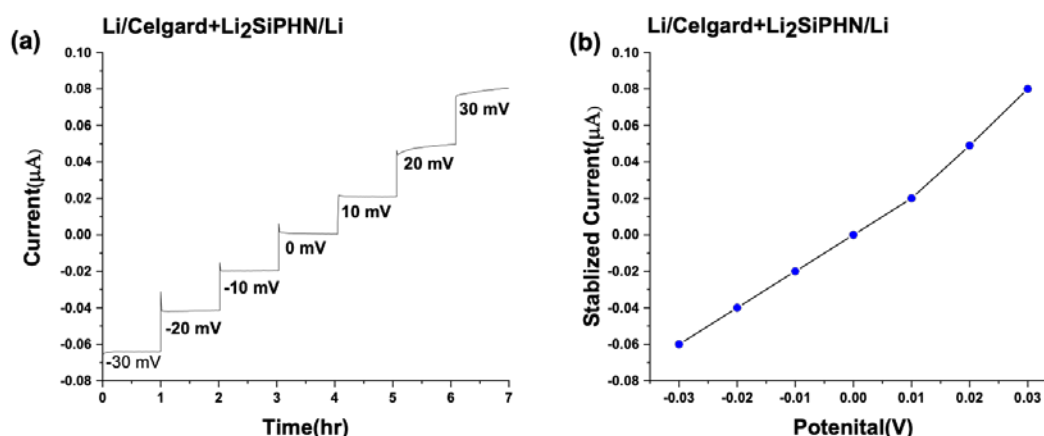 (a)
Li/Celgard+Li₂SiPHN/Li
Current(μA)
0.10
0.08
0.06
0.04
0.02
0.00
-0.02
-0.04
-0.06
-0.08
-30 mV
-20 mV
-10 mV
0 mV
10 mV
20 mV
30 mV
0 1 2 3 4 5 6 7
Time(hr)
(b)
Li/Celgard+Li₂SiPHN/Li
Stablized Current(μA)
0.10
0.08
0.06
0.04
0.02
0.00
-0.02
-0.04
-0.06
-0.08
-0.03 -0.02 -0.01 0.00 0.01 0.02 0.03
Potenital(V)